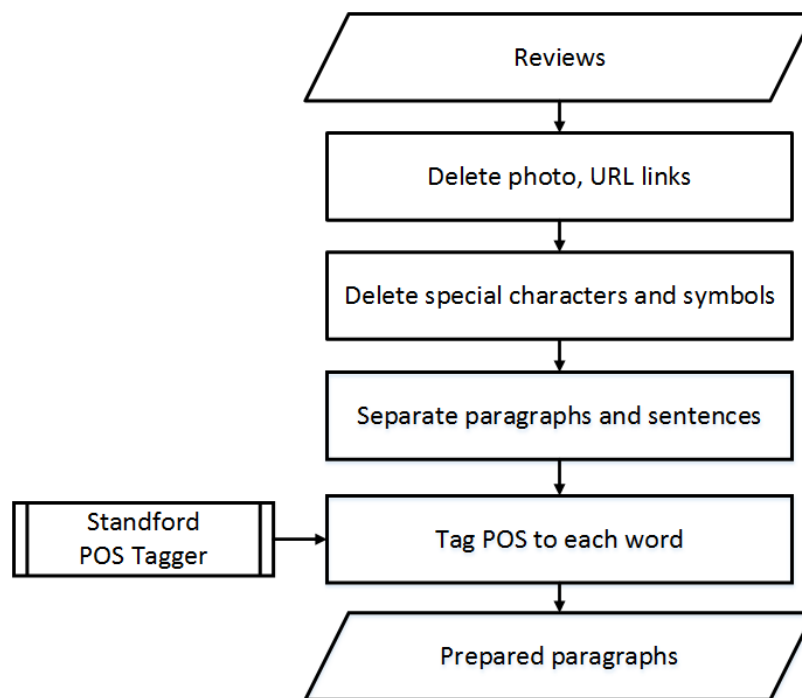 Reviews
Delete photo, URL links
Delete special characters and symbols
Separate paragraphs and sentences
Standford
POS Tagger
Tag POS to each word
Prepared paragraphs